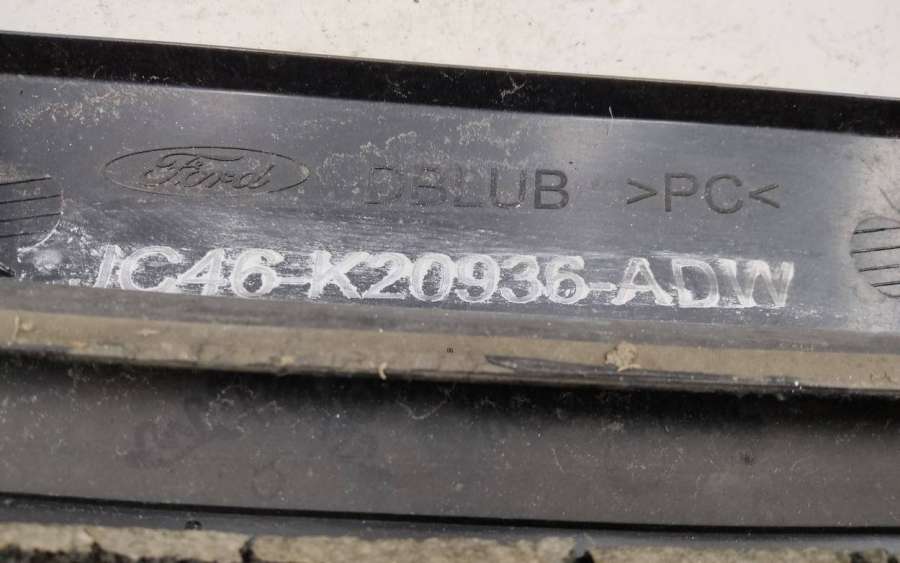 Ford DBLUB >PC<
JC46-K20936-ADW